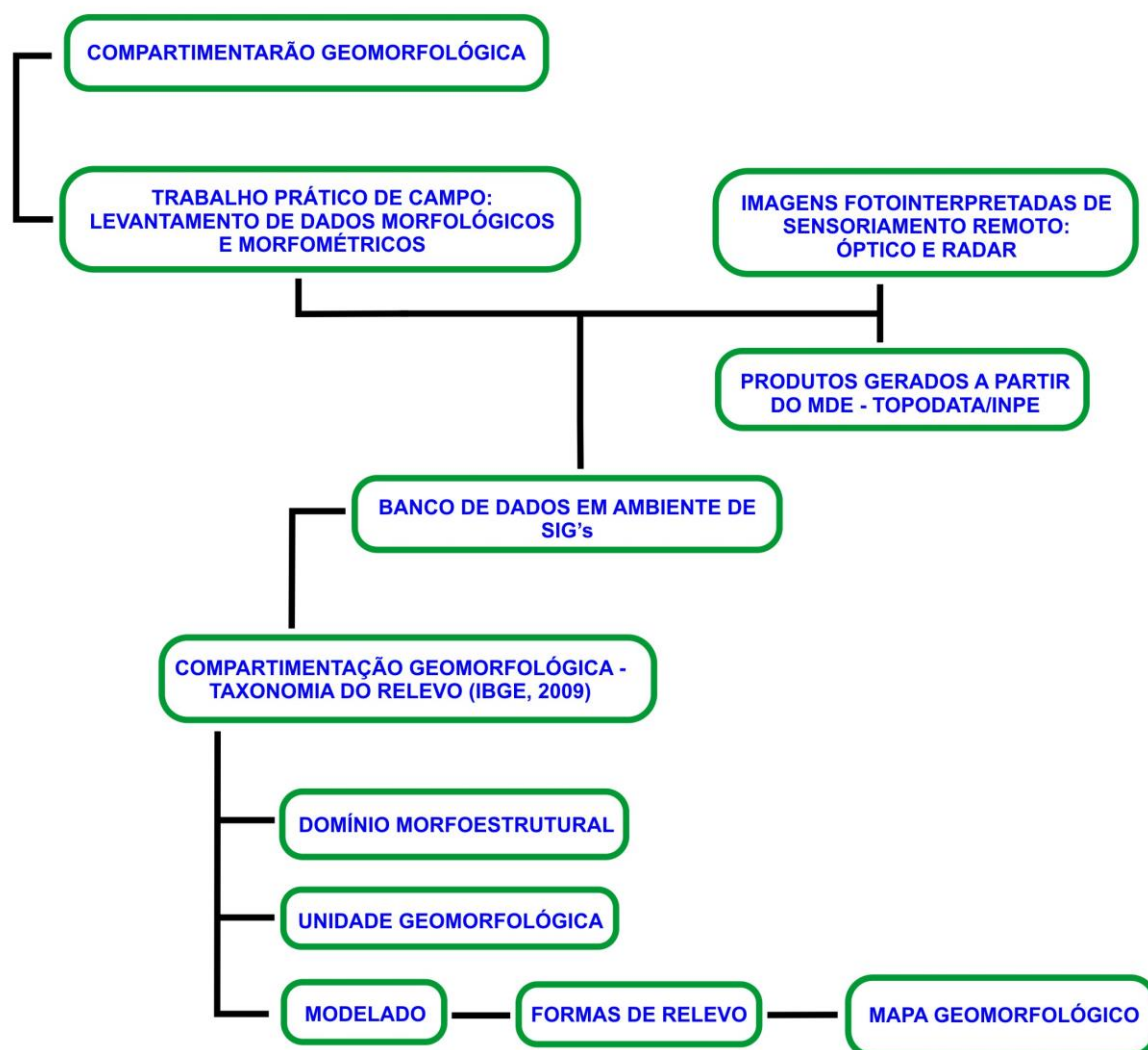 COMPARTIMENTARÃO GEOMORFOLÓGICA
TRABALHO PRÁTICO DE CAMPO:
LEVANTAMENTO DE DADOS MORFOLÓGICOS
E MORFOMÉTRICOS
IMAGENS FOTOINTERPRETADAS DE
SENSORIAMENTO REMOTO:
ÓPTICO E RADAR
PRODUTOS GERADOS A PARTIR
DO MDE - TOPODATA/INPE
BANCO DE DADOS EM AMBIENTE DE
SIG's
COMPARTIMENTAÇÃO GEOMORFOLÓGICA -
TAXONOMIA DO RELEVO (IBGE, 2009)
DOMÍNIO MORFOESTRUTURAL
UNIDADE GEOMORFOLÓGICA
MODELADO
FORMAS DE RELEVO
MAPA GEOMORFOLÓGICO